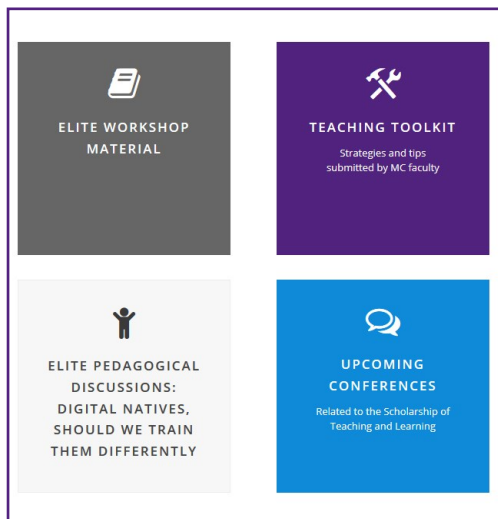 ELITE WORKSHOP
MATERIAL
TEACHING TOOLKIT
Strategies and tips
submitted by MC faculty
ELITE PEDAGOGICAL
DISCUSSIONS:
DIGITAL NATIVES,
SHOULD WE TRAIN
THEM DIFFERENTLY
UPCOMING
CONFERENCES
Related to the Scholarship of
Teaching and Learning